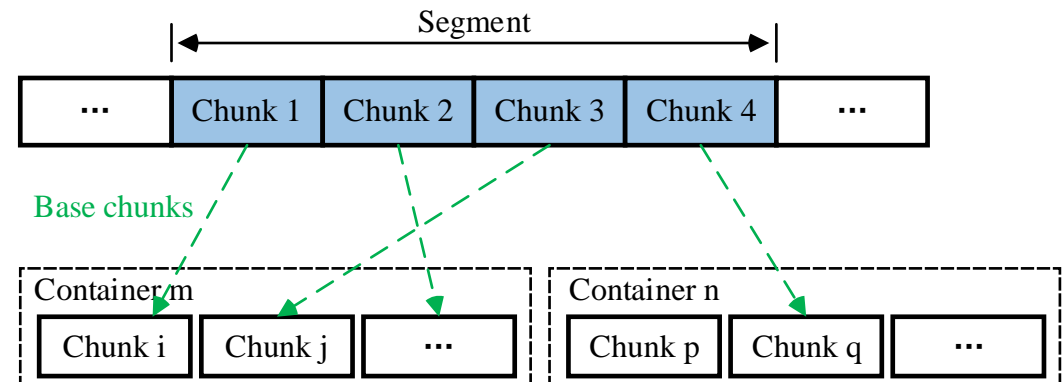 Segment
... Chunk 1 Chunk 2 Chunk 3 Chunk 4 ...
Base chunks
Container m Container n
Chunk i Chunk j ... Chunk p Chunk q ...